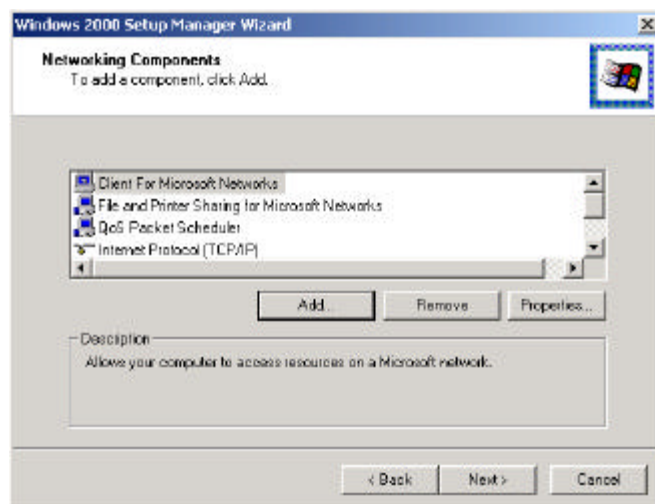 Windows 2000 Setup Manager Wizard
Networking Components
To add a component, click Add.
Client For Microsoft Networks
File and Printer Sharing for Microsoft Networks
QoS Packet Scheduler
Internet Protocol (TCP/IP)
Add... Remove Properties...
Description
Allows your computer to access resources on a Microsoft network.
< Back Next > Cancel